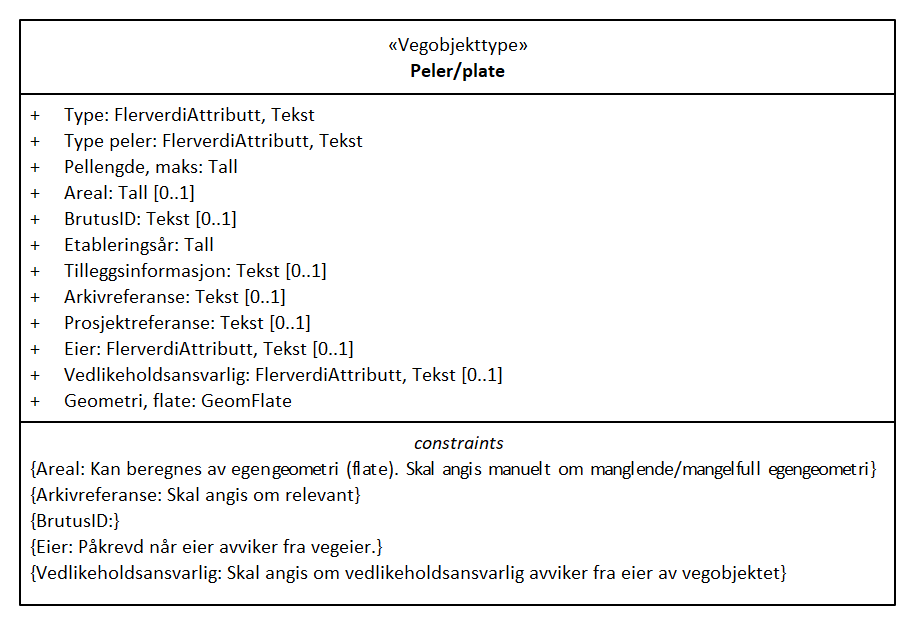 «Vegobjekttype»
Peler/plate
+ Type: FlerverdiAttributt, Tekst
+ Type peler: FlerverdiAttributt, Tekst
+ Pellengde, maks: Tall
+ Areal: Tall [0..1]
+ BrutusID: Tekst [0..1]
+ Etableringsår: Tall
+ Tilleggsinformasjon: Tekst [0..1]
+ Arkivreferanse: Tekst [0..1]
+ Prosjektreferanse: Tekst [0..1]
+ Eier: FlerverdiAttributt, Tekst [0..1]
+ Vedlikeholdsansvarlig: FlerverdiAttributt, Tekst [0..1]
+ Geometri, flate: GeomFlate
constraints
{Areal: Kan beregnes av egengeometri (flate). Skal angis manuelt om manglende/mangelfull egengeometri}
{Arkivreferanse: Skal angis om relevant}
{BrutusID:}
{Eier: Påkrevd når eier avviker fra vegeier.}
{Vedlikeholdsansvarlig: Skal angis om vedlikeholdsansvarlig avviker fra eier av vegobjektet}